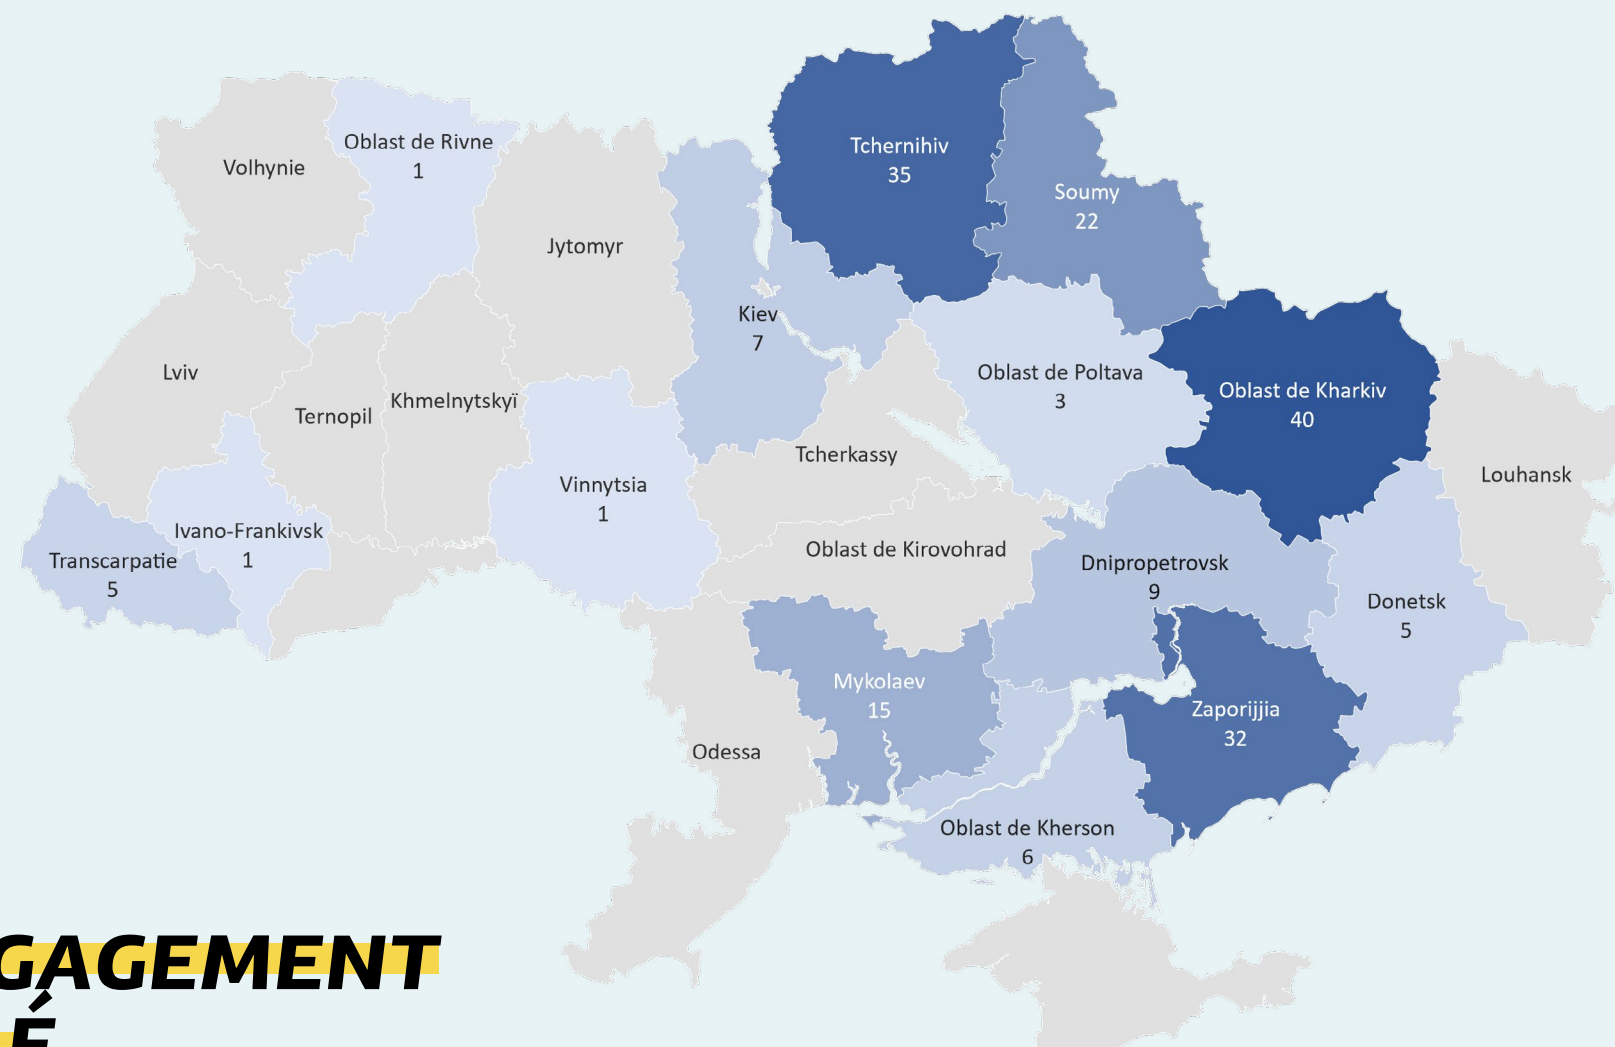 Tchernihiv
35
Oblast de Rivne
1
Volhynie
Soumy
22
Jytomyr
Kiev
7
Lviv
Oblast de Poltava
3
Oblast de Kharkiv
40
Khmelnytskyï
Ternopil
Tcherkassy
Louhansk
Vinnytsia
1
Ivano-Frankivsk
1
Oblast de Kirovohrad
Transcarpatie
5
Dnipropetrovsk
9
Donetsk
5
Mykolaev
15
Zaporijjia
32
Odessa
Oblast de Kherson
6
GAGEMENT
É